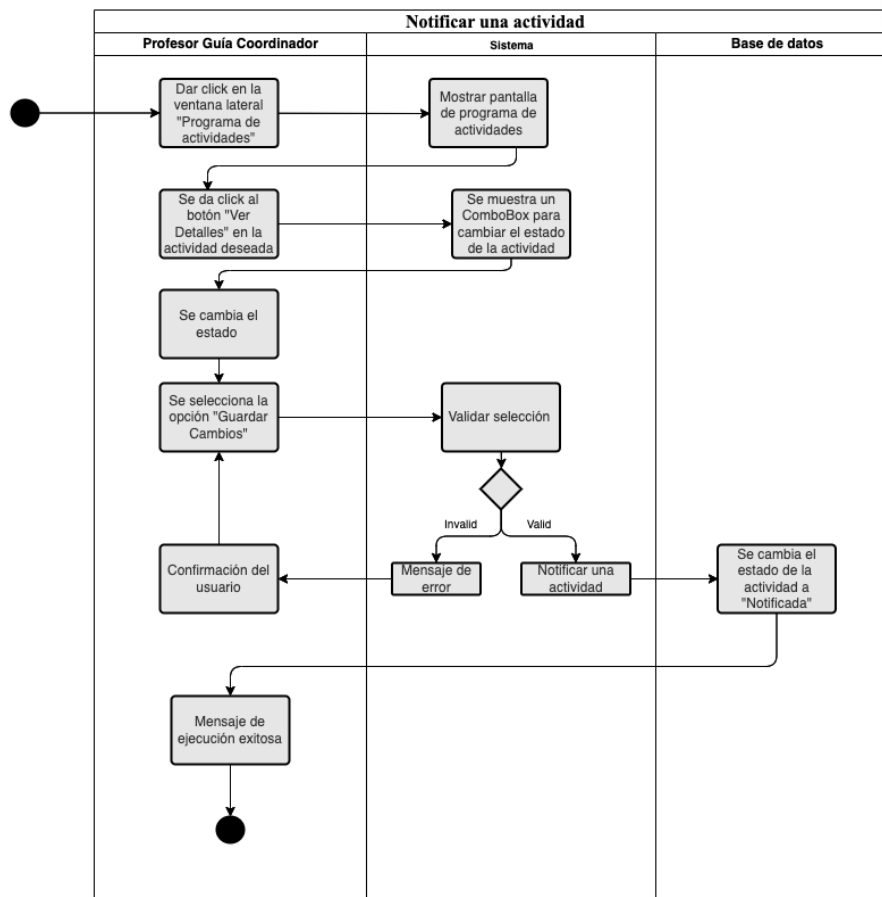 Notificar una actividad
Profesor Guía Coordinador
Sistema
Base de datos
Dar click en la
ventana lateral
"Programa de
actividades"
Mostrar pantalla
de programa de
actividades
Se da click al
botón "Ver
Detalles" en la
actividad deseada
Se muestra un
ComboBox para
cambiar el estado
de la actividad
Se cambia el
estado
Se selecciona la
opción "Guardar
Cambios"
Validar selección
Invalid
Valid
Confirmación del
usuario
Mensaje de
error
Notificar una
actividad
Se cambia el
estado de la
actividad a
"Notificada"
Mensaje de
ejecución exitosa